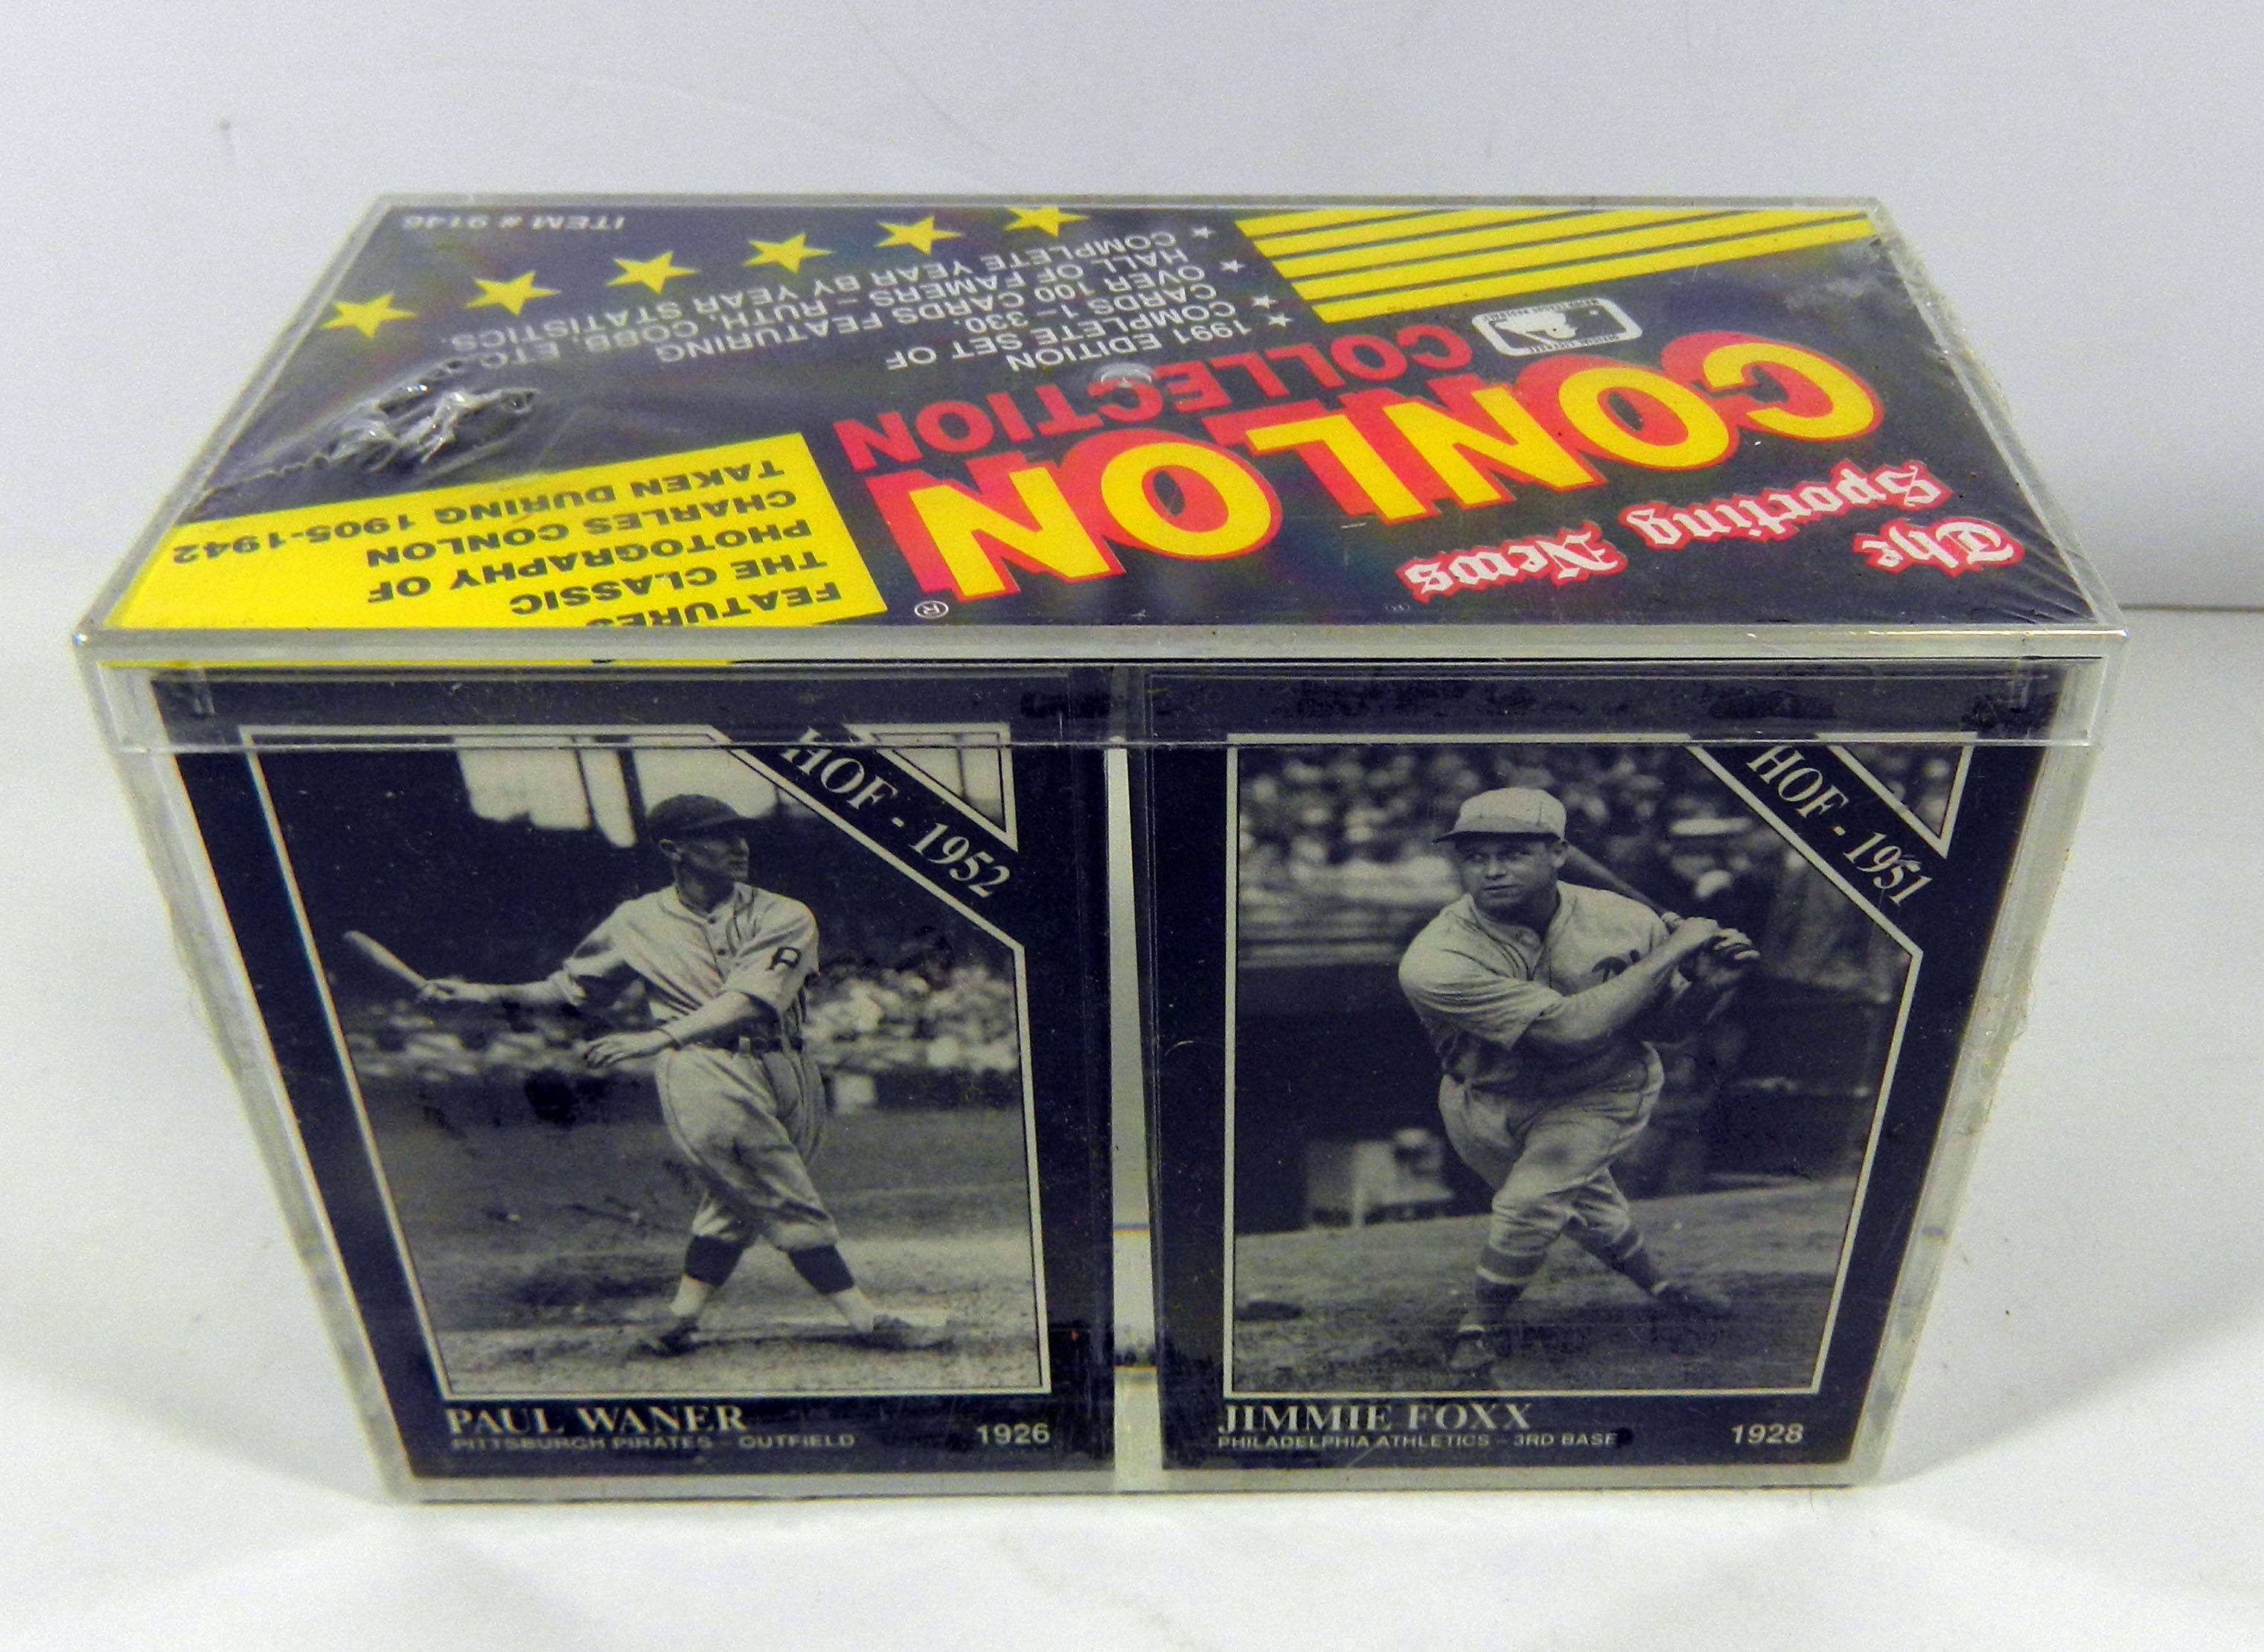 The
Sporting News
®
CONLON
®
COLLECTION
★ 1991 EDITION
COMPLETE SET OF
CARDS 1-330.
★ OVER 100 CARDS FEATURING
HALL OF FAMERS - RUTH, COBB, ETC.
★ COMPLETE YEAR BY YEAR STATISTICS.
FEATURES
THE CLASSIC
PHOTOGRAPHY OF
CHARLES CONLON
TAKEN DURING 1905-1942
ITEM # 9146
HOF - 1952
PAUL WANER
PITTSBURGH PIRATES - OUTFIELD
1926
HOF - 1951
JIMMIE FOXX
PHILADELPHIA ATHLETICS - 3RD BASE
1928